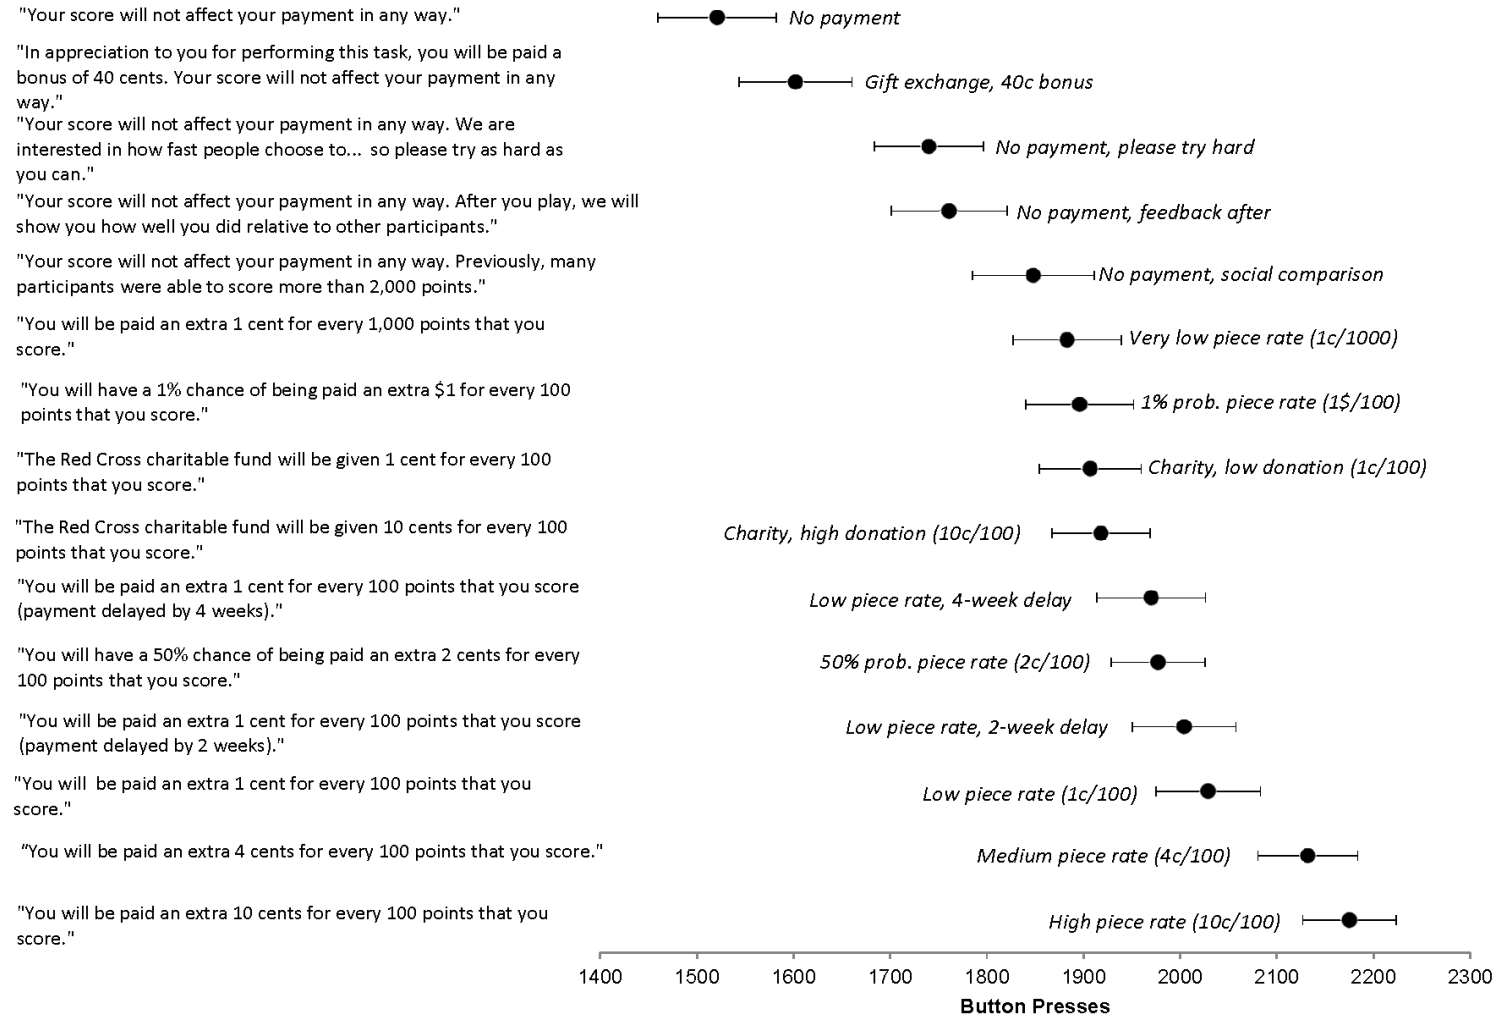 "Your score will not affect your payment in any way."
No payment
"In appreciation to you for performing this task, you will be paid a
bonus of 40 cents. Your score will not affect your payment in any
way."
Gift exchange, 40c bonus
"Your score will not affect your payment in any way. We are
interested in how fast people choose to... so please try as hard as
you can."
No payment, please try hard
"Your score will not affect your payment in any way. After you play, we will
show you how well you did relative to other participants."
No payment, feedback after
"Your score will not affect your payment in any way. Previously, many
participants were able to score more than 2,000 points."
No payment, social comparison
"You will be paid an extra 1 cent for every 1,000 points that you
score."
Very low piece rate (1c/1000)
"You will have a 1% chance of being paid an extra $1 for every 100
points that you score."
1% prob. piece rate (1$/100)
"The Red Cross charitable fund will be given 1 cent for every 100
points that you score."
Charity, low donation (1c/100)
"The Red Cross charitable fund will be given 10 cents for every 100
points that you score."
Charity, high donation (10c/100)
"You will be paid an extra 1 cent for every 100 points that you score
(payment delayed by 4 weeks)."
Low piece rate, 4-week delay
"You will have a 50% chance of being paid an extra 2 cents for every
100 points that you score."
50% prob. piece rate (2c/100)
"You will be paid an extra 1 cent for every 100 points that you score
(payment delayed by 2 weeks)."
Low piece rate, 2-week delay
"You will  be paid an extra 1 cent for every 100 points that you
score."
Low piece rate (1c/100)
“You will be paid an extra 4 cents for every 100 points that you score."
Medium piece rate (4c/100)
"You will be paid an extra 10 cents for every 100 points that you
score."
High piece rate (10c/100)
1400 1500 1600 1700 1800 1900 2000 2100 2200 2300
Button Presses